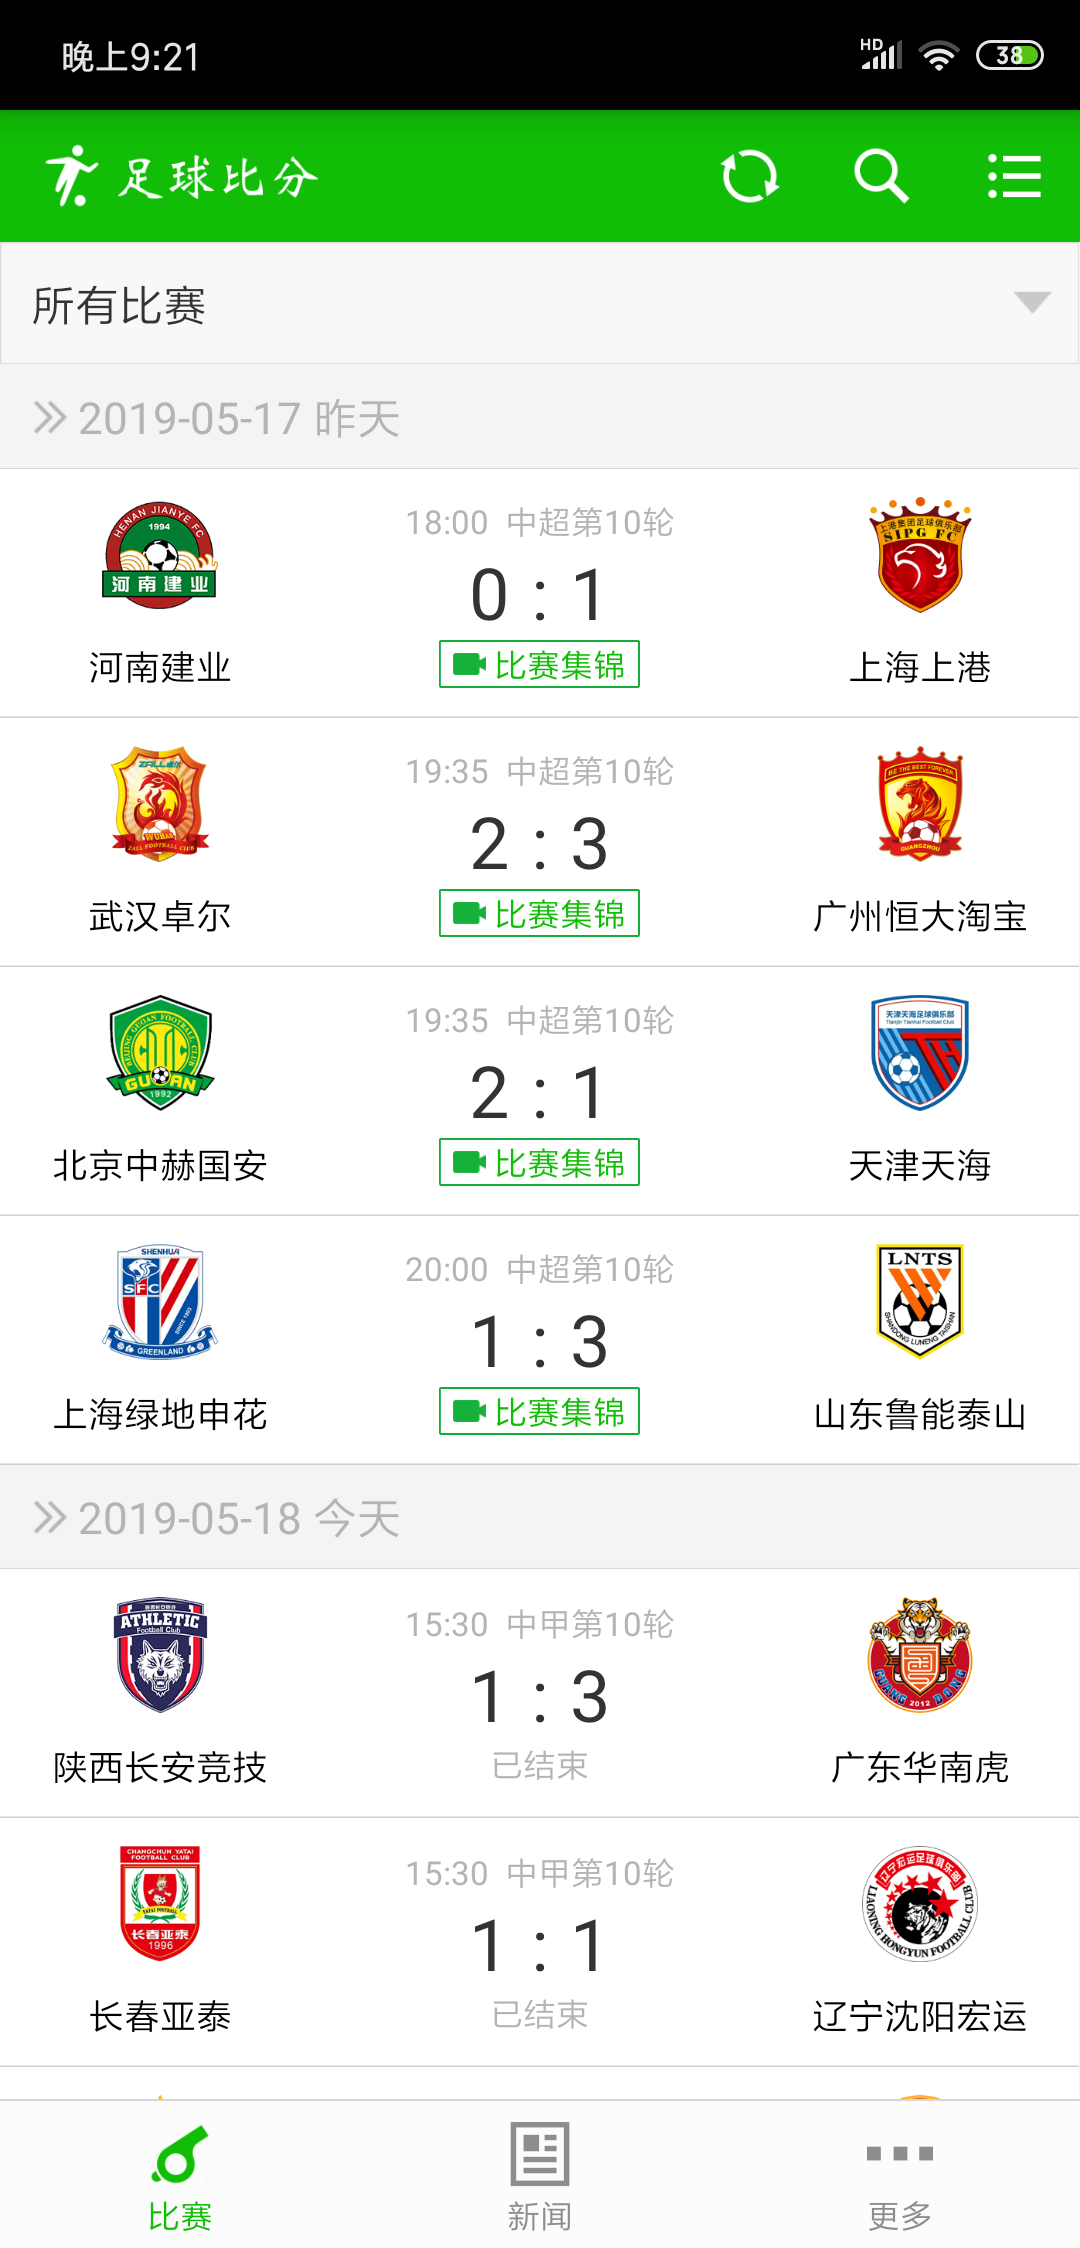 晚上9:21
HD
38
足球比分
所有比赛
2019-05-17 昨天
18:00 中超第10轮
HENAN JIANYE FC
1994
河南建业
上港集团足球俱乐部
SIPG FC
0 : 1
比赛集锦
河南建业
上海上港
19:35 中超第10轮
ZALL卓尔
WUHAN
ZALL FOOTBALL CLUB
BE THE BEST FOREVER
GUANGZHOU
2 : 3
比赛集锦
武汉卓尔
广州恒大淘宝
19:35 中超第10轮
BEIJING GUOAN FOOTBALL CLUB
GUOAN
1992
天津天海足球俱乐部
Tianjin Tianhai Football Club
TH
2 : 1
比赛集锦
北京中赫国安
天津天海
20:00 中超第10轮
SHENHUA
SFC
SINCE 1993
GREENLAND
LNTS
SHANDONG LUNENG TAISHAN
1 : 3
比赛集锦
上海绿地申花
山东鲁能泰山
2019-05-18 今天
15:30 中甲第10轮
ATHLETIC
Football Club
GUANG DONG
2012
1 : 3
已结束
陕西长安竞技
广东华南虎
15:30 中甲第10轮
CHANGCHUN YATAI
FOOTBALL CLUB
YATAI FOOTBALL
长春亚泰
1996
辽宁宏运足球俱乐部
LIAONING HONGYUN FOOTBALL CLUB
1 : 1
已结束
长春亚泰
辽宁沈阳宏运
比赛
新闻
更多